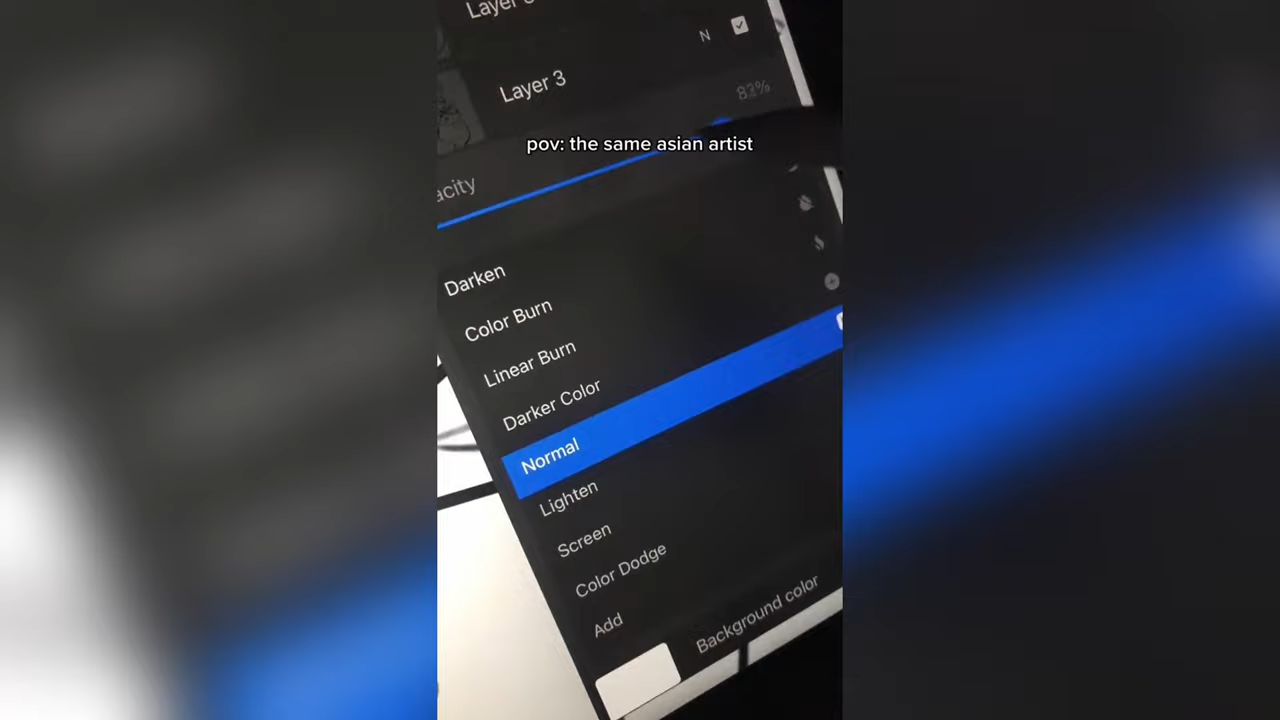 Layer
N
Layer 3
83%
pov: the same asian artist
acity
Darken
Color Burn
Linear Burn
Darker Color
Normal
Lighten
Screen
Color Dodge
Add
Background color